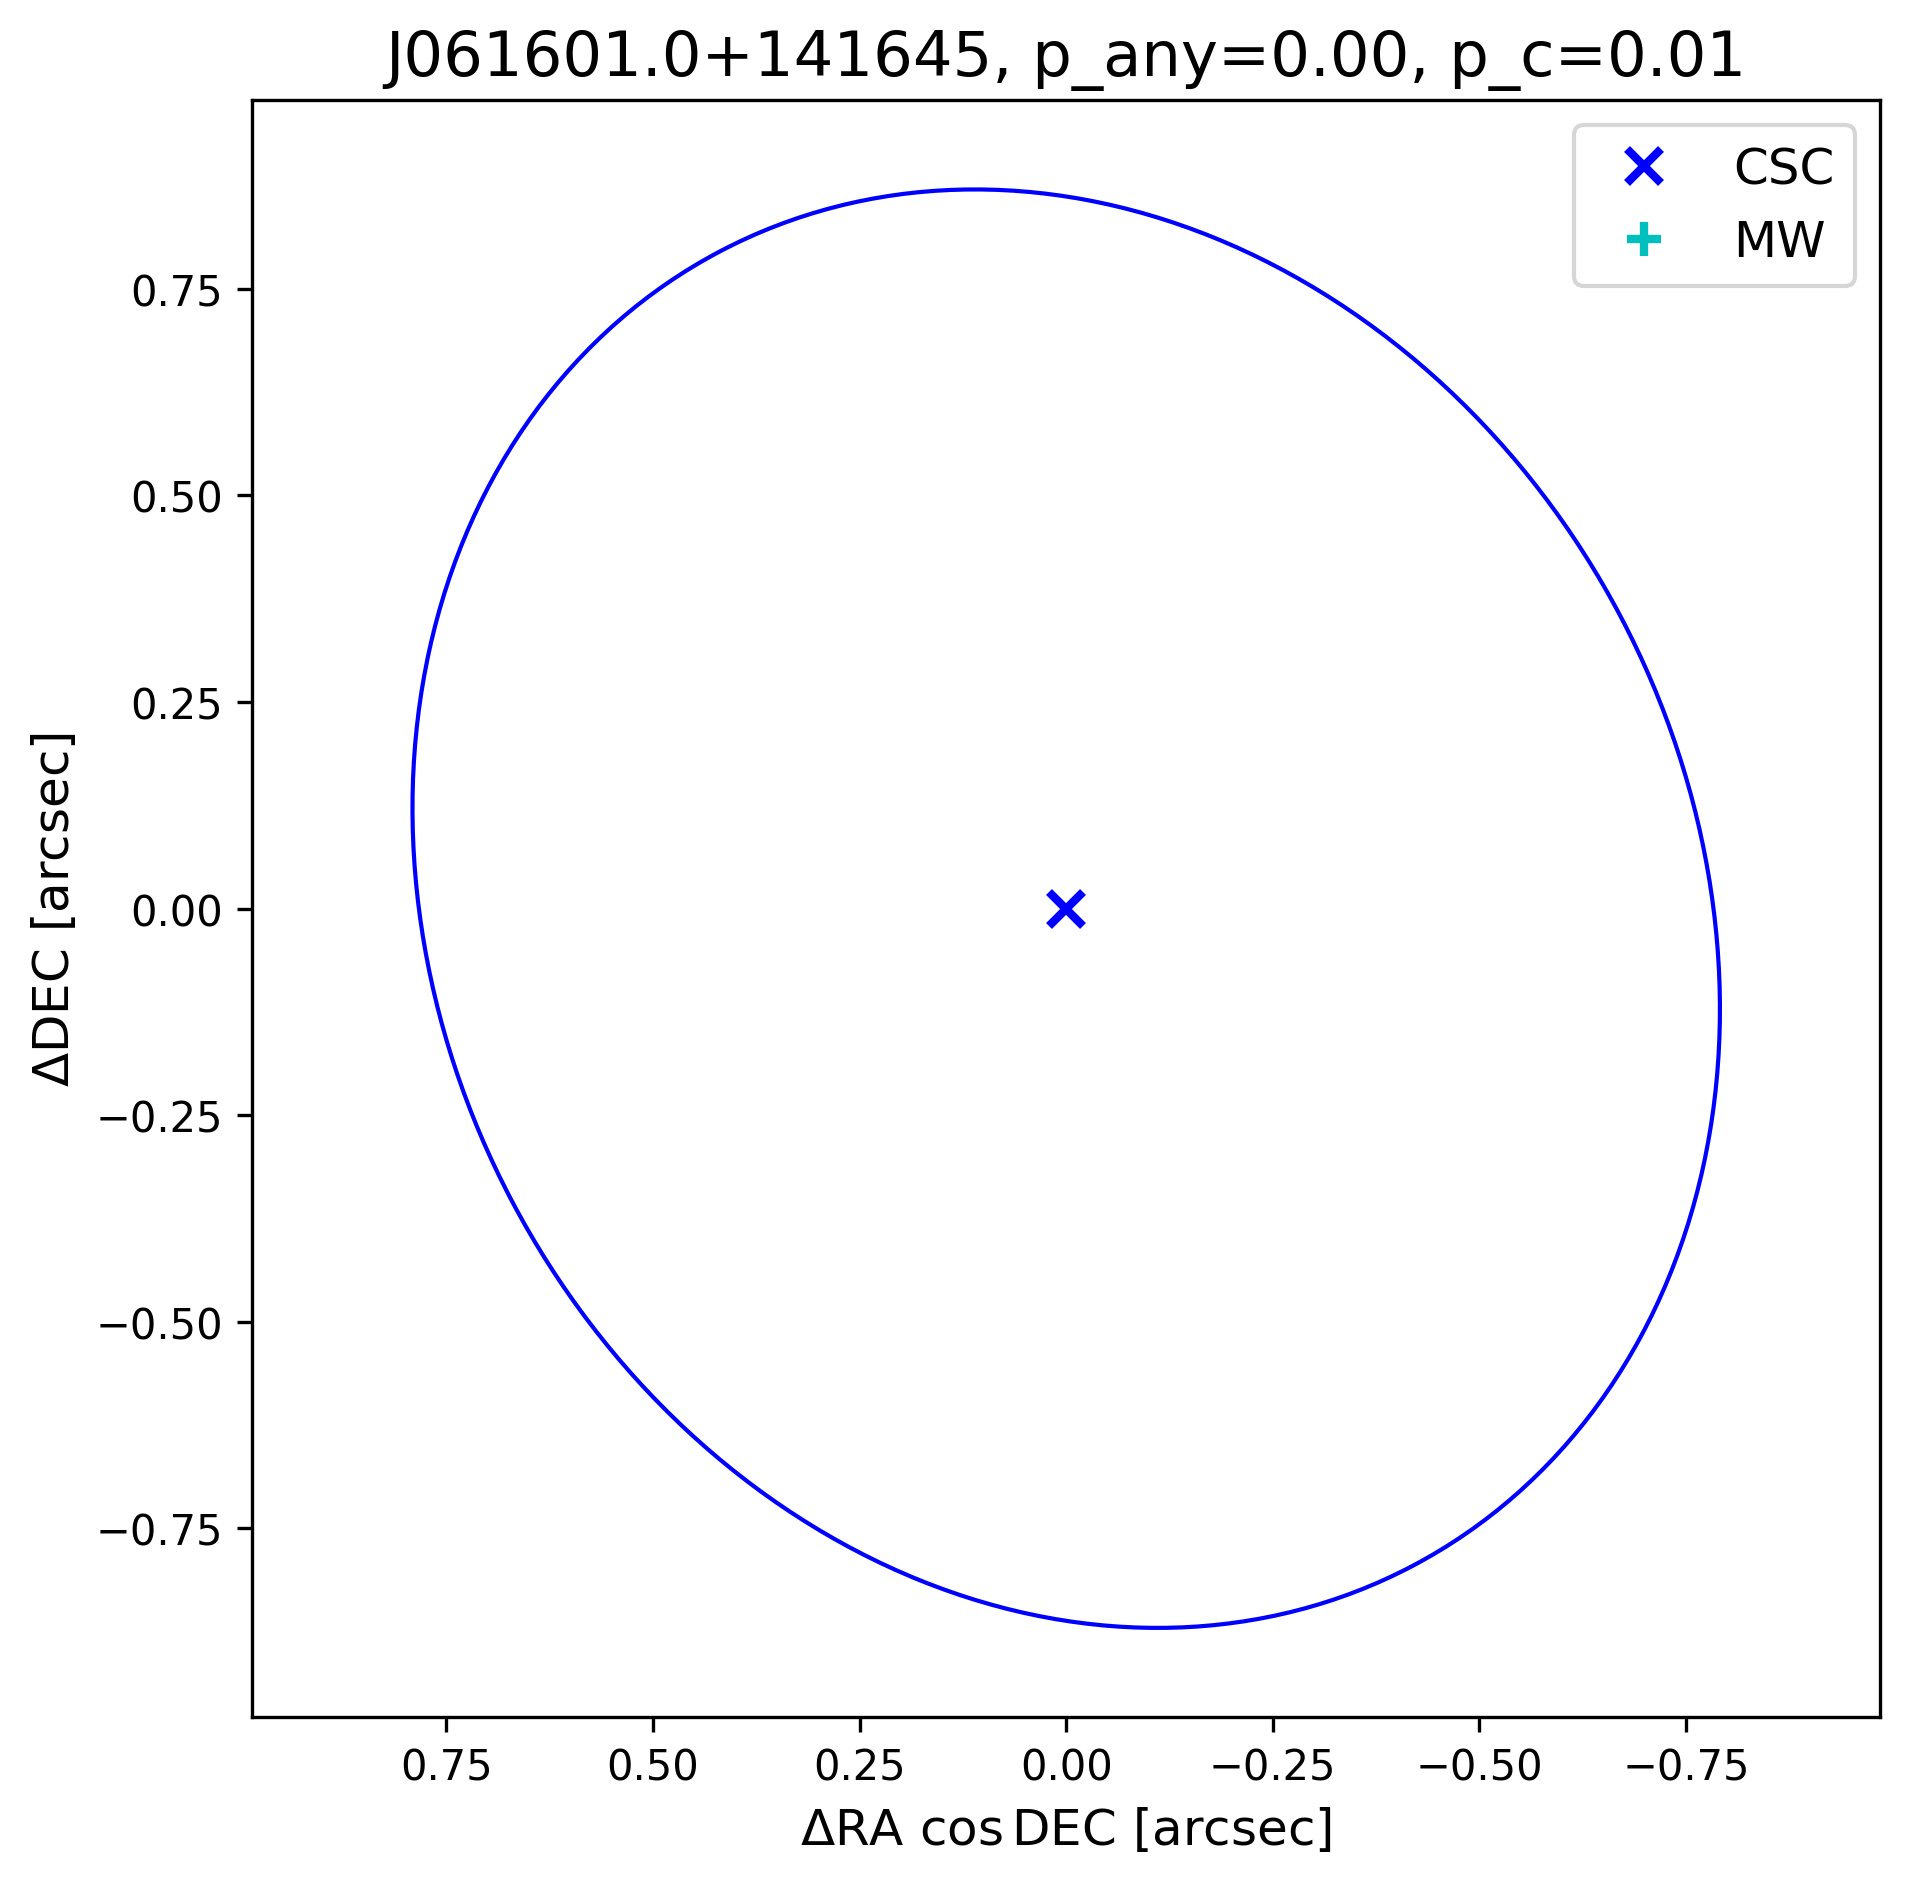 J061601.0+141645, p_any=0.00, p_c=0.01
CSC
MW
0.75
0.50
0.25
0.00
−0.25
−0.50
−0.75
ΔDEC [arcsec]
0.75 0.50 0.25 0.00 −0.25 −0.50 −0.75
ΔRA cos DEC [arcsec]